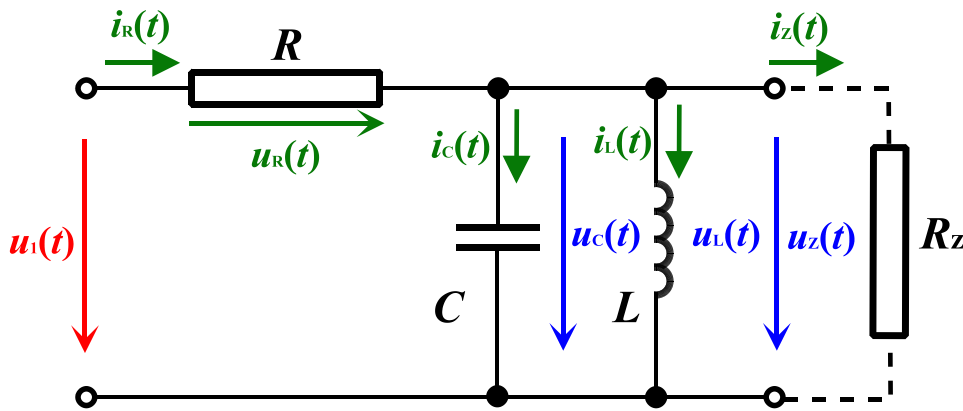 iR(t)
R
iZ(t)
uR(t)
iC(t)
iL(t)
u1(t)
uC(t)
uL(t)
uZ(t)
RZ
C
L